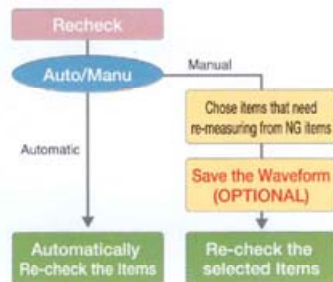 Recheck
Auto/Manu
Manual
Chose items that need
re-measuring from NG items
Automatic
Save the Waveform
(OPTIONAL)
Automatically
Re-check the Items
Re-check the
selected Items